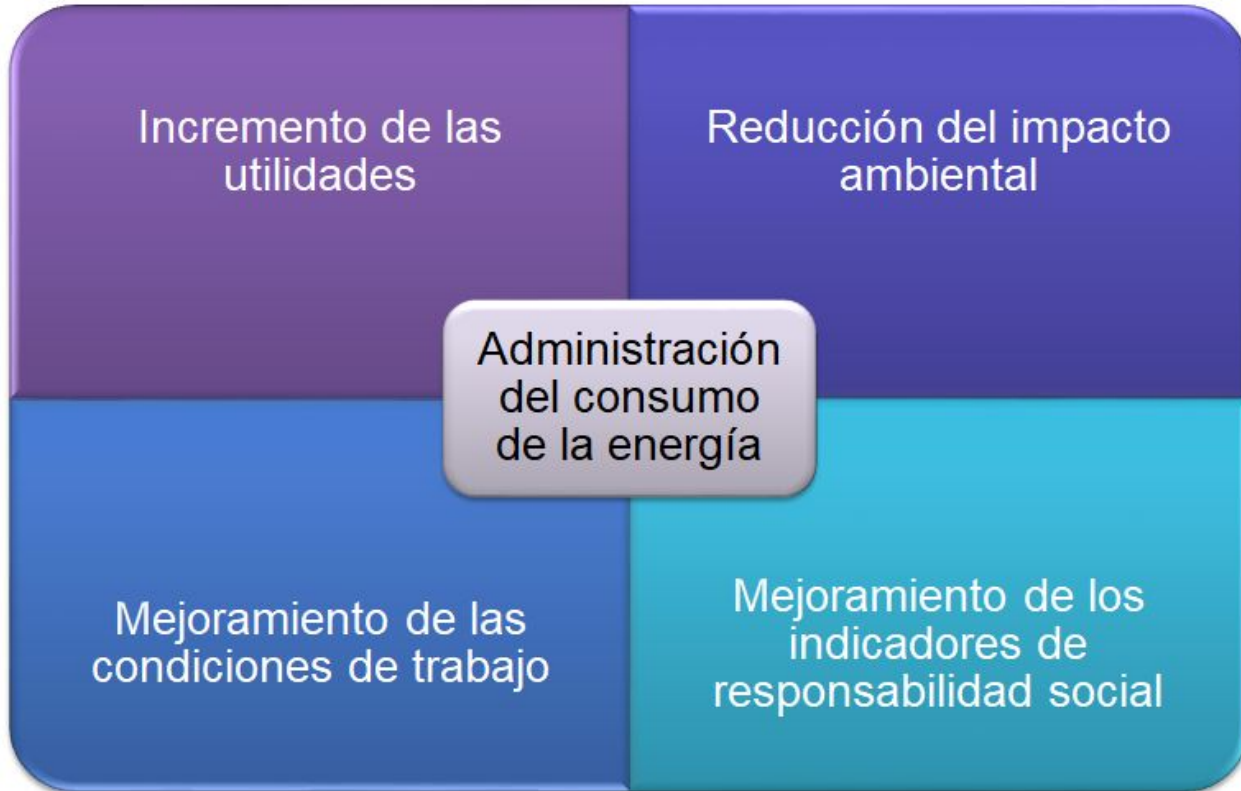 Incremento de las
utilidades
Reducción del impacto
ambiental
Administración
del consumo
de la energía
Mejoramiento de las
condiciones de trabajo
Mejoramiento de los
indicadores de
responsabilidad social